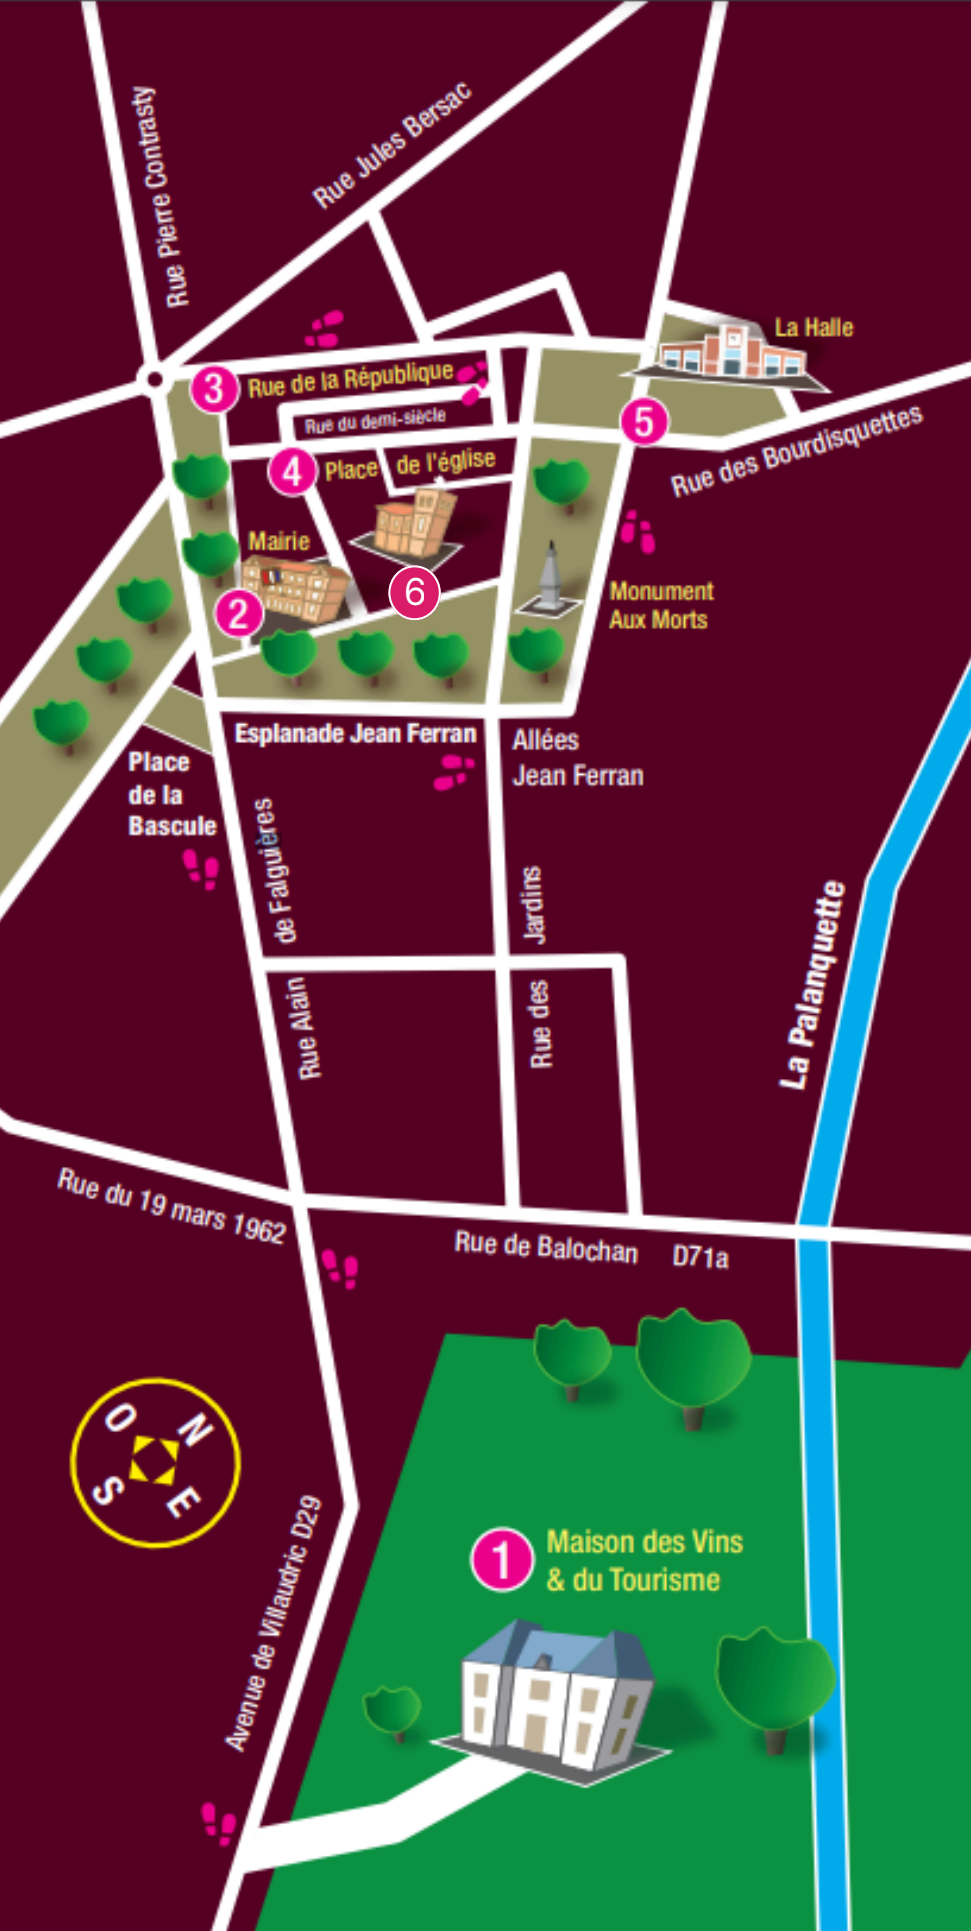 Rue Pierre Contrasty
Rue Jules Bersac
La Halle
3
Rue de la République
Rue du demi-siècle
5
Rue des Bourdisquettes
4
Place de l'église
Mairie
2
6
Monument
Aux Morts
Esplanade Jean Ferran
Allées
Jean Ferran
Place
de la
Bascule
Rue Alain de Falguières
Rue des Jardins
La Palanquette
Rue du 19 mars 1962
Rue de Balochan D71a
O
N
S
E
Avenue de Villaudric D29
1
Maison des Vins
& du Tourisme